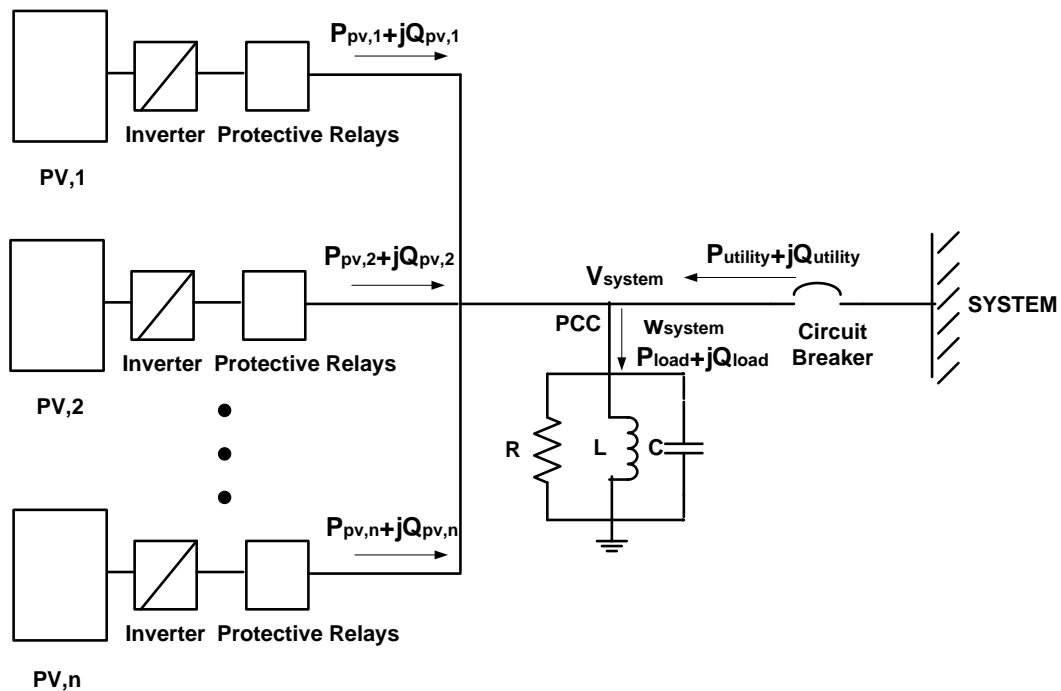 Ppv,1+jQpv,1
Inverter Protective Relays
PV,1
Ppv,2+jQpv,2
Inverter Protective Relays
PV,2
Putility+jQutility
Vsystem
SYSTEM
PCC
wsystem
Pload+jQload
Circuit
Breaker
R
L
C
Ppv,n+jQpv,n
Inverter Protective Relays
PV,n